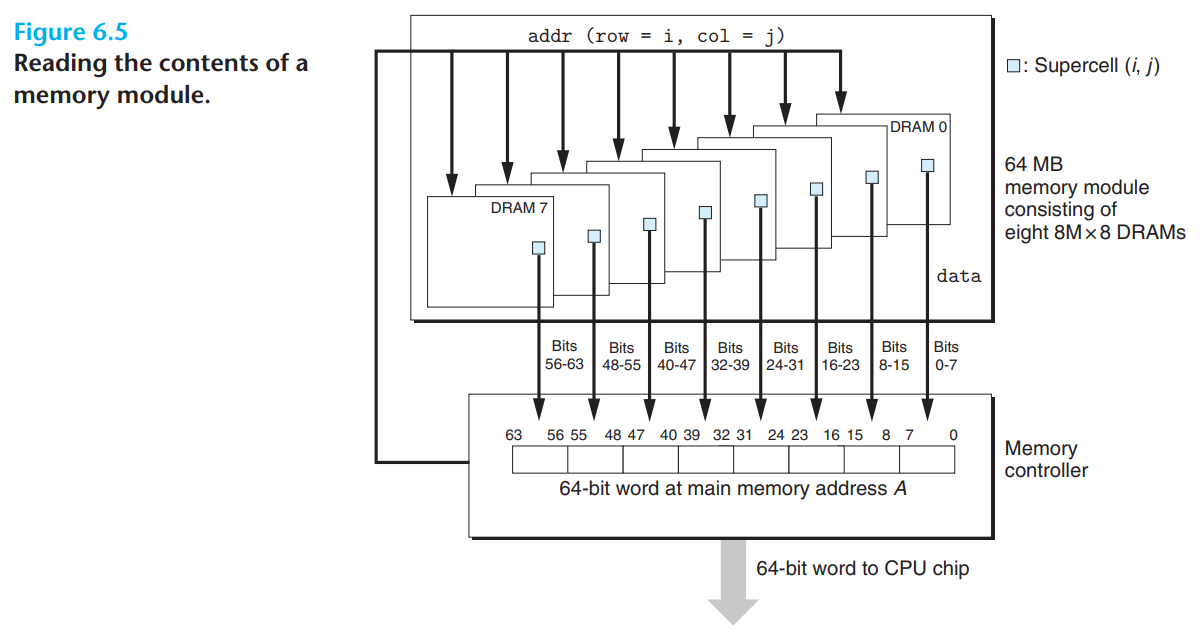 Figure 6.5
Reading the contents of a
memory module.
addr (row = i, col = j)
: Supercell (i, j)
DRAM 0
DRAM 7
64 MB
memory module
consisting of
eight 8M×8 DRAMs
data
Bits Bits Bits Bits Bits Bits Bits Bits
56-63 48-55 40-47 32-39 24-31 16-23 8-15 0-7
63 56 55 48 47 40 39 32 31 24 23 16 15 8 7 0
64-bit word at main memory address A
Memory
controller
64-bit word to CPU chip